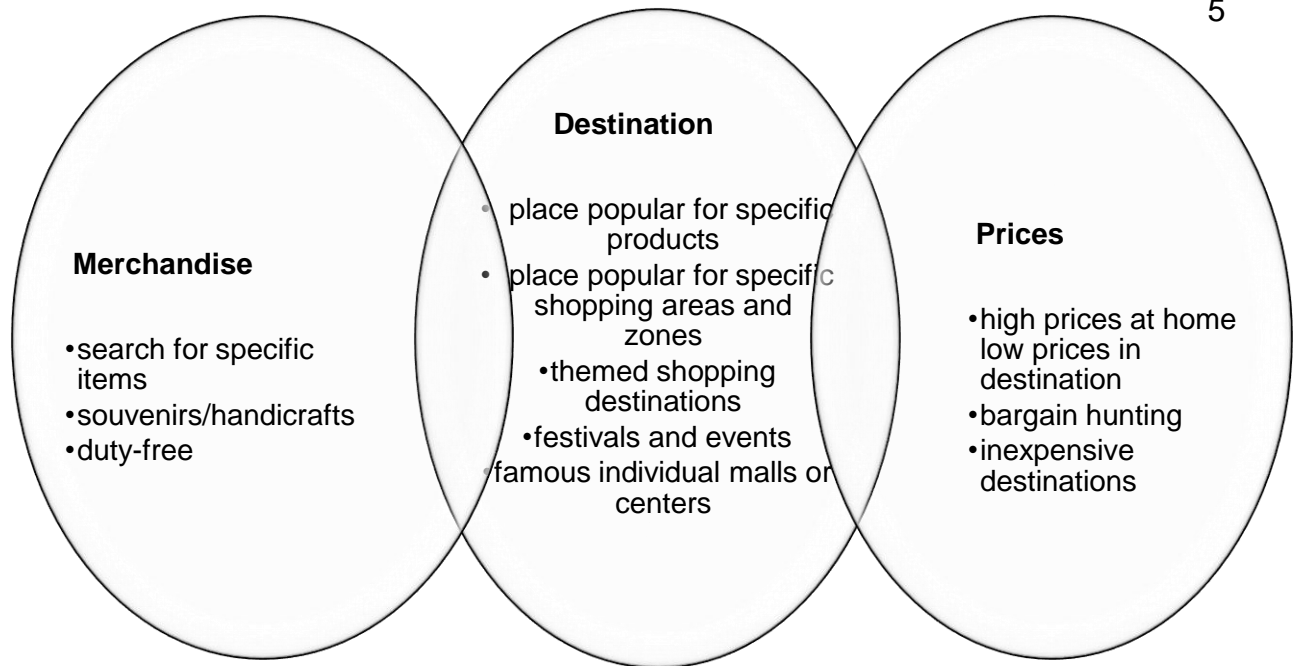 5
Merchandise
•search for specific
items
•souvenirs/handicrafts
•duty-free
Destination
• place popular for specific
products
• place popular for specific
shopping areas and
zones
•themed shopping
destinations
•festivals and events
•famous individual malls or
centers
Prices
•high prices at home
low prices in
destination
•bargain hunting
•inexpensive
destinations